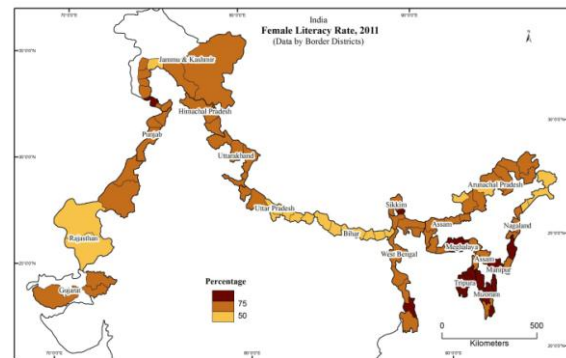 India
Female Literacy Rate, 2011
(Data by Border Districts)
Jammu & Kashmir
Himachal Pradesh
Punjab
Uttarakhand
Uttar Pradesh
Sikkim
Arunachal Pradesh
Assam
Nagaland
Rajasthan
Bihar
Meghalaya
West Bengal
Assam
Manipur
Tripura
Mizoram
Gujarat
Percentage
75
50
0 500
Kilometers